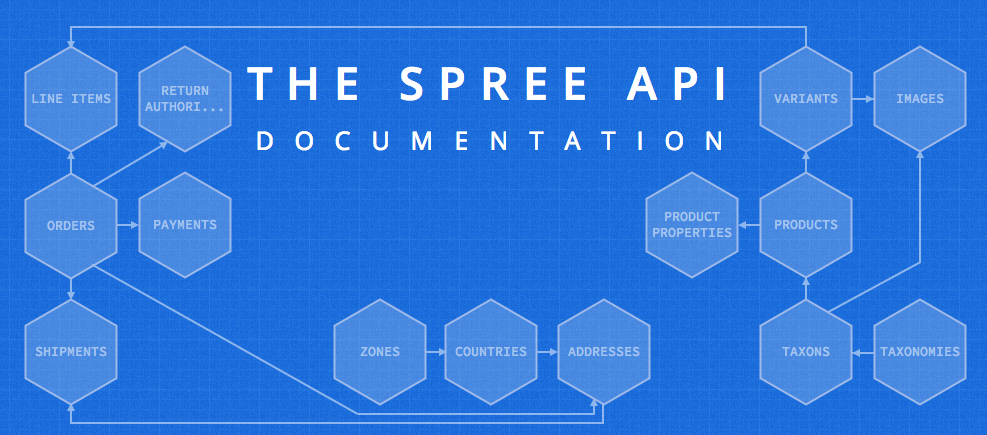 THE SPREE API
DOCUMENTATION
LINE ITEMS
RETURN
AUTHORI...
VARIANTS
IMAGES
ORDERS
PAYMENTS
PRODUCT
PROPERTIES
PRODUCTS
SHIPMENTS
ZONES
COUNTRIES
ADDRESSES
TAXONS
TAXONOMIES